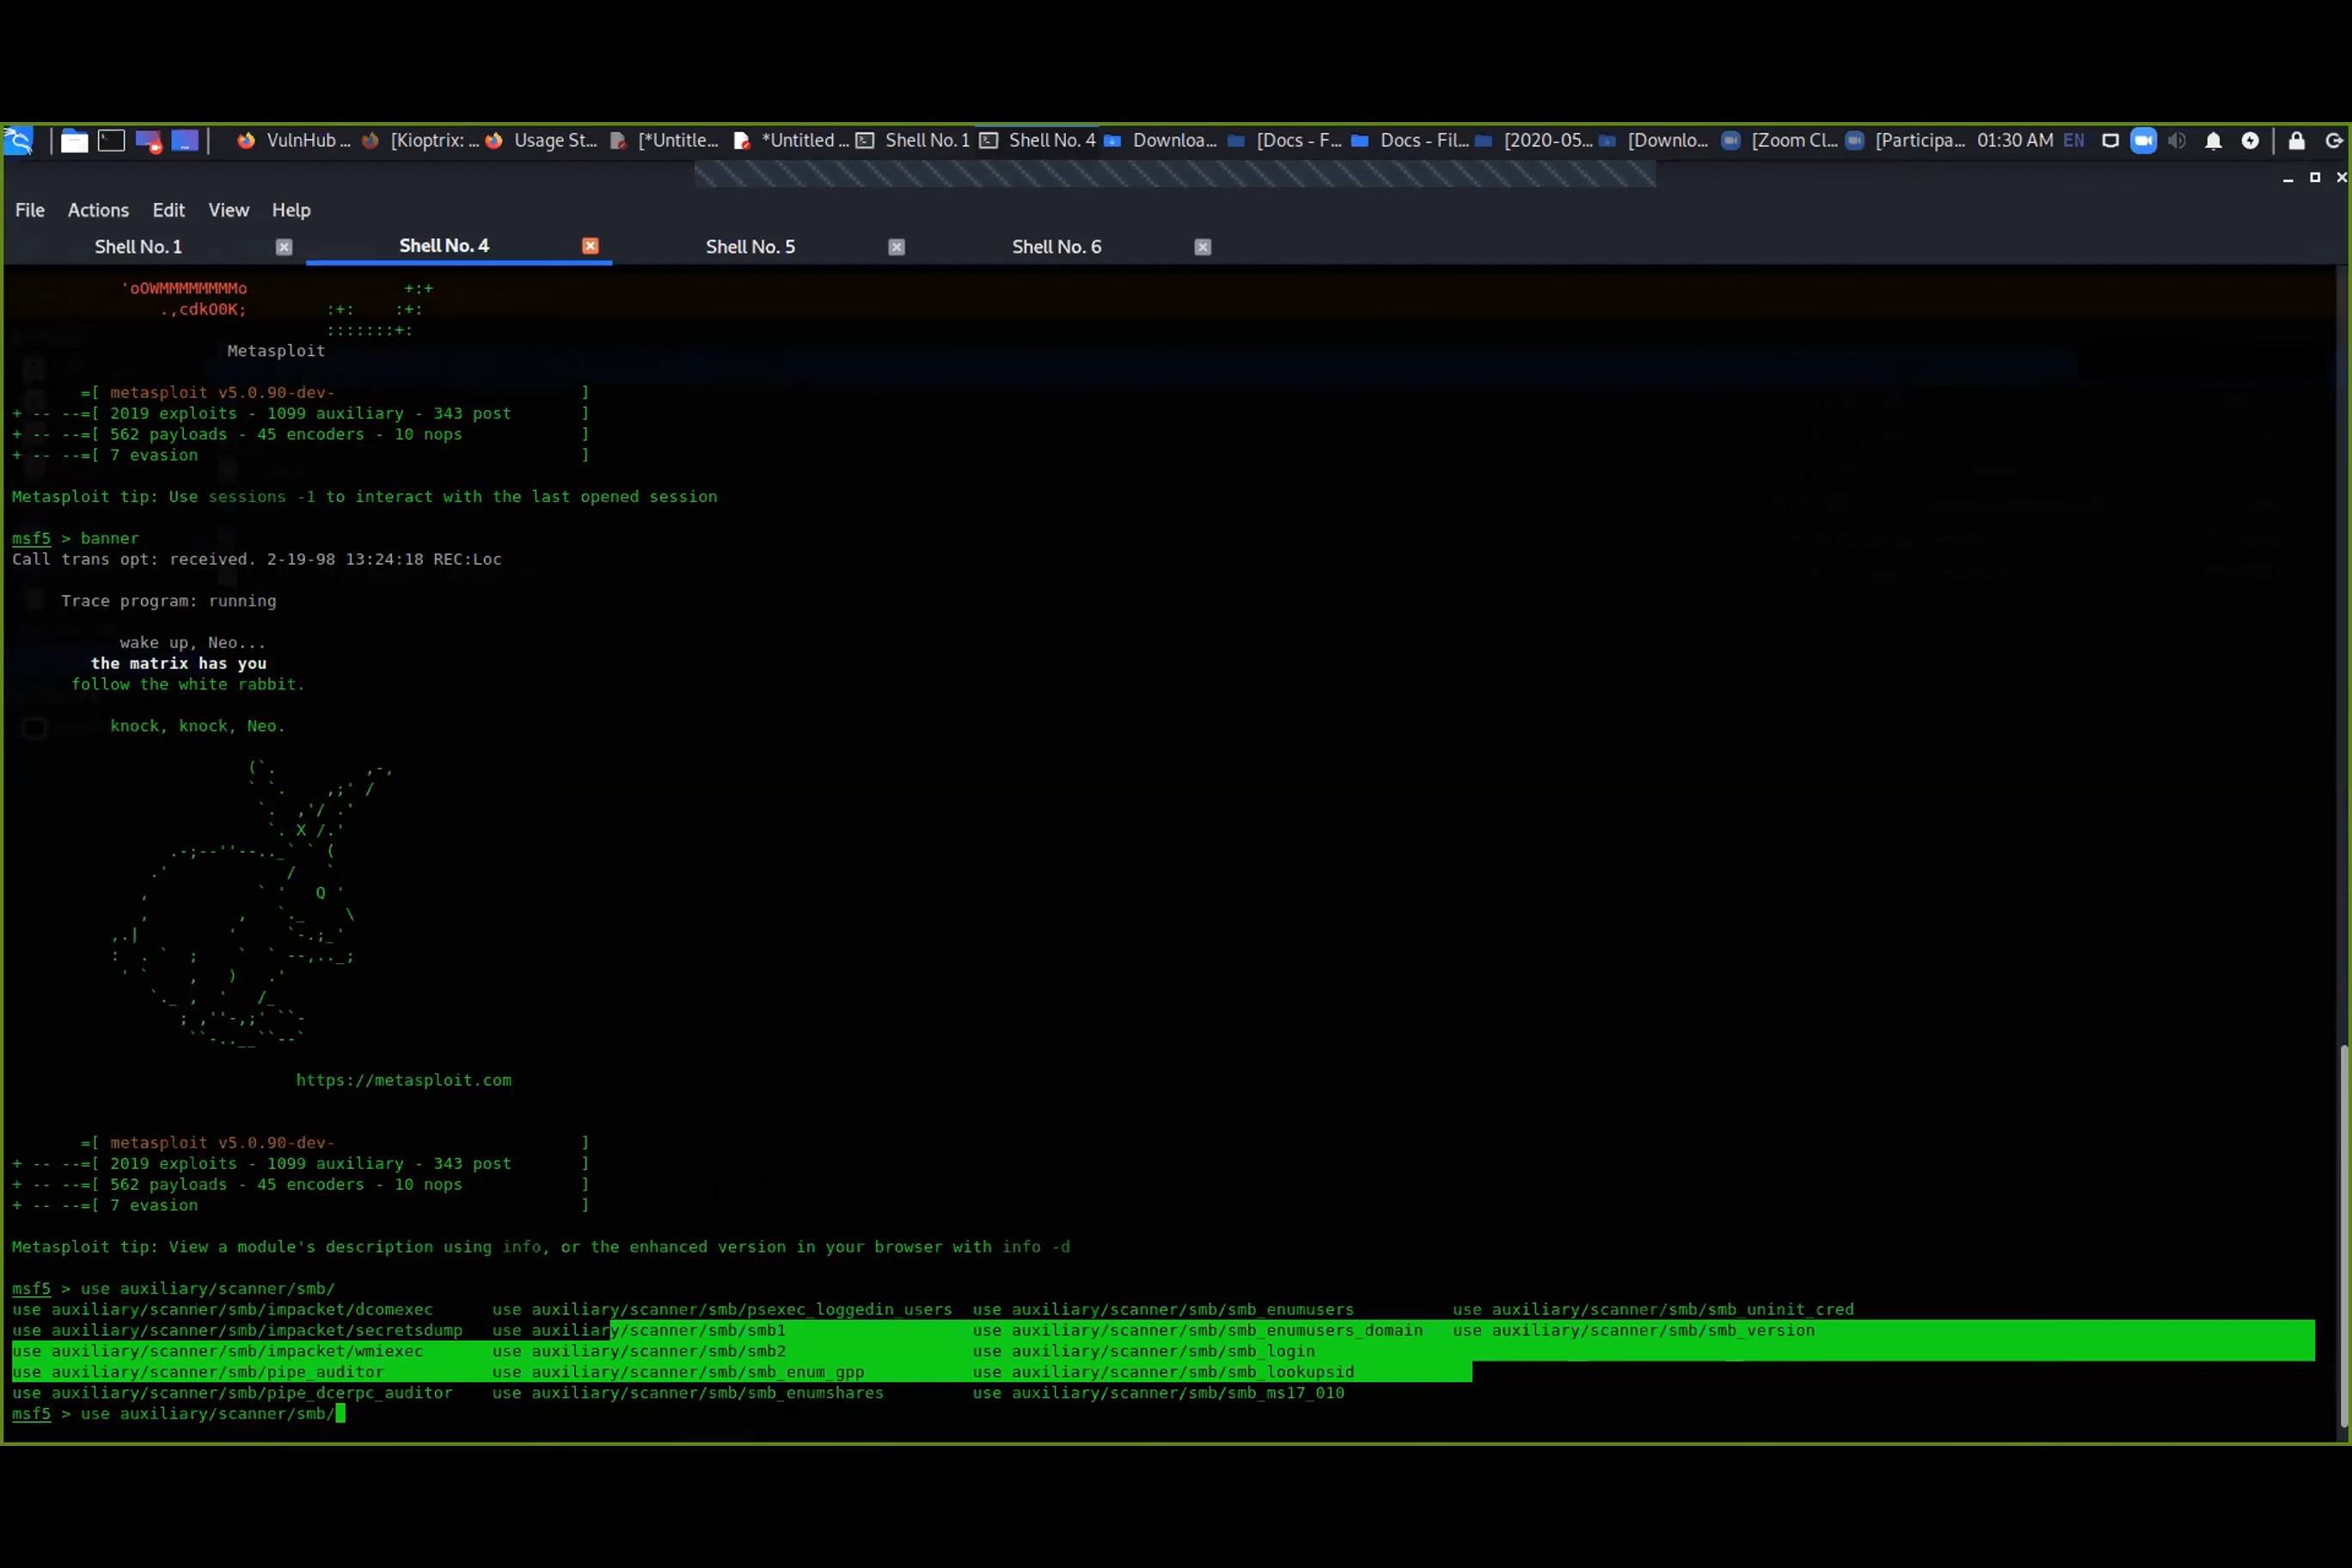 VulnHub ... [Kioptrix: ... Usage St... [*Untitle... *Untitled ... Shell No. 1 Shell No. 4 Downloa... [Docs - F... Docs - Fil... [2020-05... [Downlo... [Zoom Cl... [Participa... 01:30 AM EN
File Actions Edit View Help
Shell No. 1 Shell No. 4 Shell No. 5 Shell No. 6
'oOWMMMMMMMMo +:+
.,cdkO0K; :+: :+:
:::::::+:
Metasploit
=[ metasploit v5.0.90-dev- ]
+ -- --=[ 2019 exploits - 1099 auxiliary - 343 post ]
+ -- --=[ 562 payloads - 45 encoders - 10 nops ]
+ -- --=[ 7 evasion ]
Metasploit tip: Use sessions -1 to interact with the last opened session
msf5 > banner
Call trans opt: received. 2-19-98 13:24:18 REC:Loc
Trace program: running
wake up, Neo...
the matrix has you
follow the white rabbit.
knock, knock, Neo.
https://metasploit.com
=[ metasploit v5.0.90-dev- ]
+ -- --=[ 2019 exploits - 1099 auxiliary - 343 post ]
+ -- --=[ 562 payloads - 45 encoders - 10 nops ]
+ -- --=[ 7 evasion ]
Metasploit tip: View a module's description using info, or the enhanced version in your browser with info -d
msf5 > use auxiliary/scanner/smb/
use auxiliary/scanner/smb/impacket/dcomexec use auxiliary/scanner/smb/psexec_loggedin_users use auxiliary/scanner/smb/smb_enumusers use auxiliary/scanner/smb/smb_uninit_cred
use auxiliary/scanner/smb/impacket/secretsdump use auxiliary/scanner/smb/smb1 use auxiliary/scanner/smb/smb_enumusers_domain use auxiliary/scanner/smb/smb_version
use auxiliary/scanner/smb/impacket/wmiexec use auxiliary/scanner/smb/smb2 use auxiliary/scanner/smb/smb_login
use auxiliary/scanner/smb/pipe_auditor use auxiliary/scanner/smb/smb_enum_gpp use auxiliary/scanner/smb/smb_lookupsid
use auxiliary/scanner/smb/pipe_dcerpc_auditor use auxiliary/scanner/smb/smb_enumshares use auxiliary/scanner/smb/smb_ms17_010
msf5 > use auxiliary/scanner/smb/